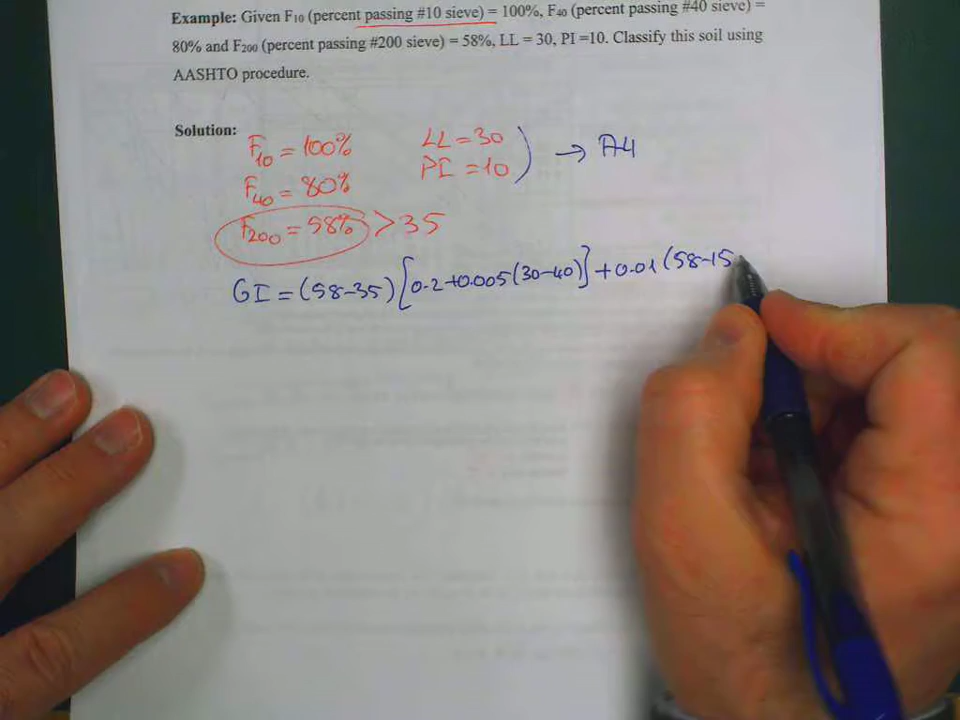 Example: Given F10 (percent passing #10 sieve) = 100%, F40 (percent passing #40 sieve) =
80% and F200 (percent passing #200 sieve) = 58%, LL = 30, PI =10. Classify this soil using
AASHTO procedure.
Solution:
F10 = 100% LL = 30 ) → A4
F40 = 80% PI = 10
F200 = 58% > 35
GI = (58-35) [0.2+0.005(30-40)] + 0.01 (58-15